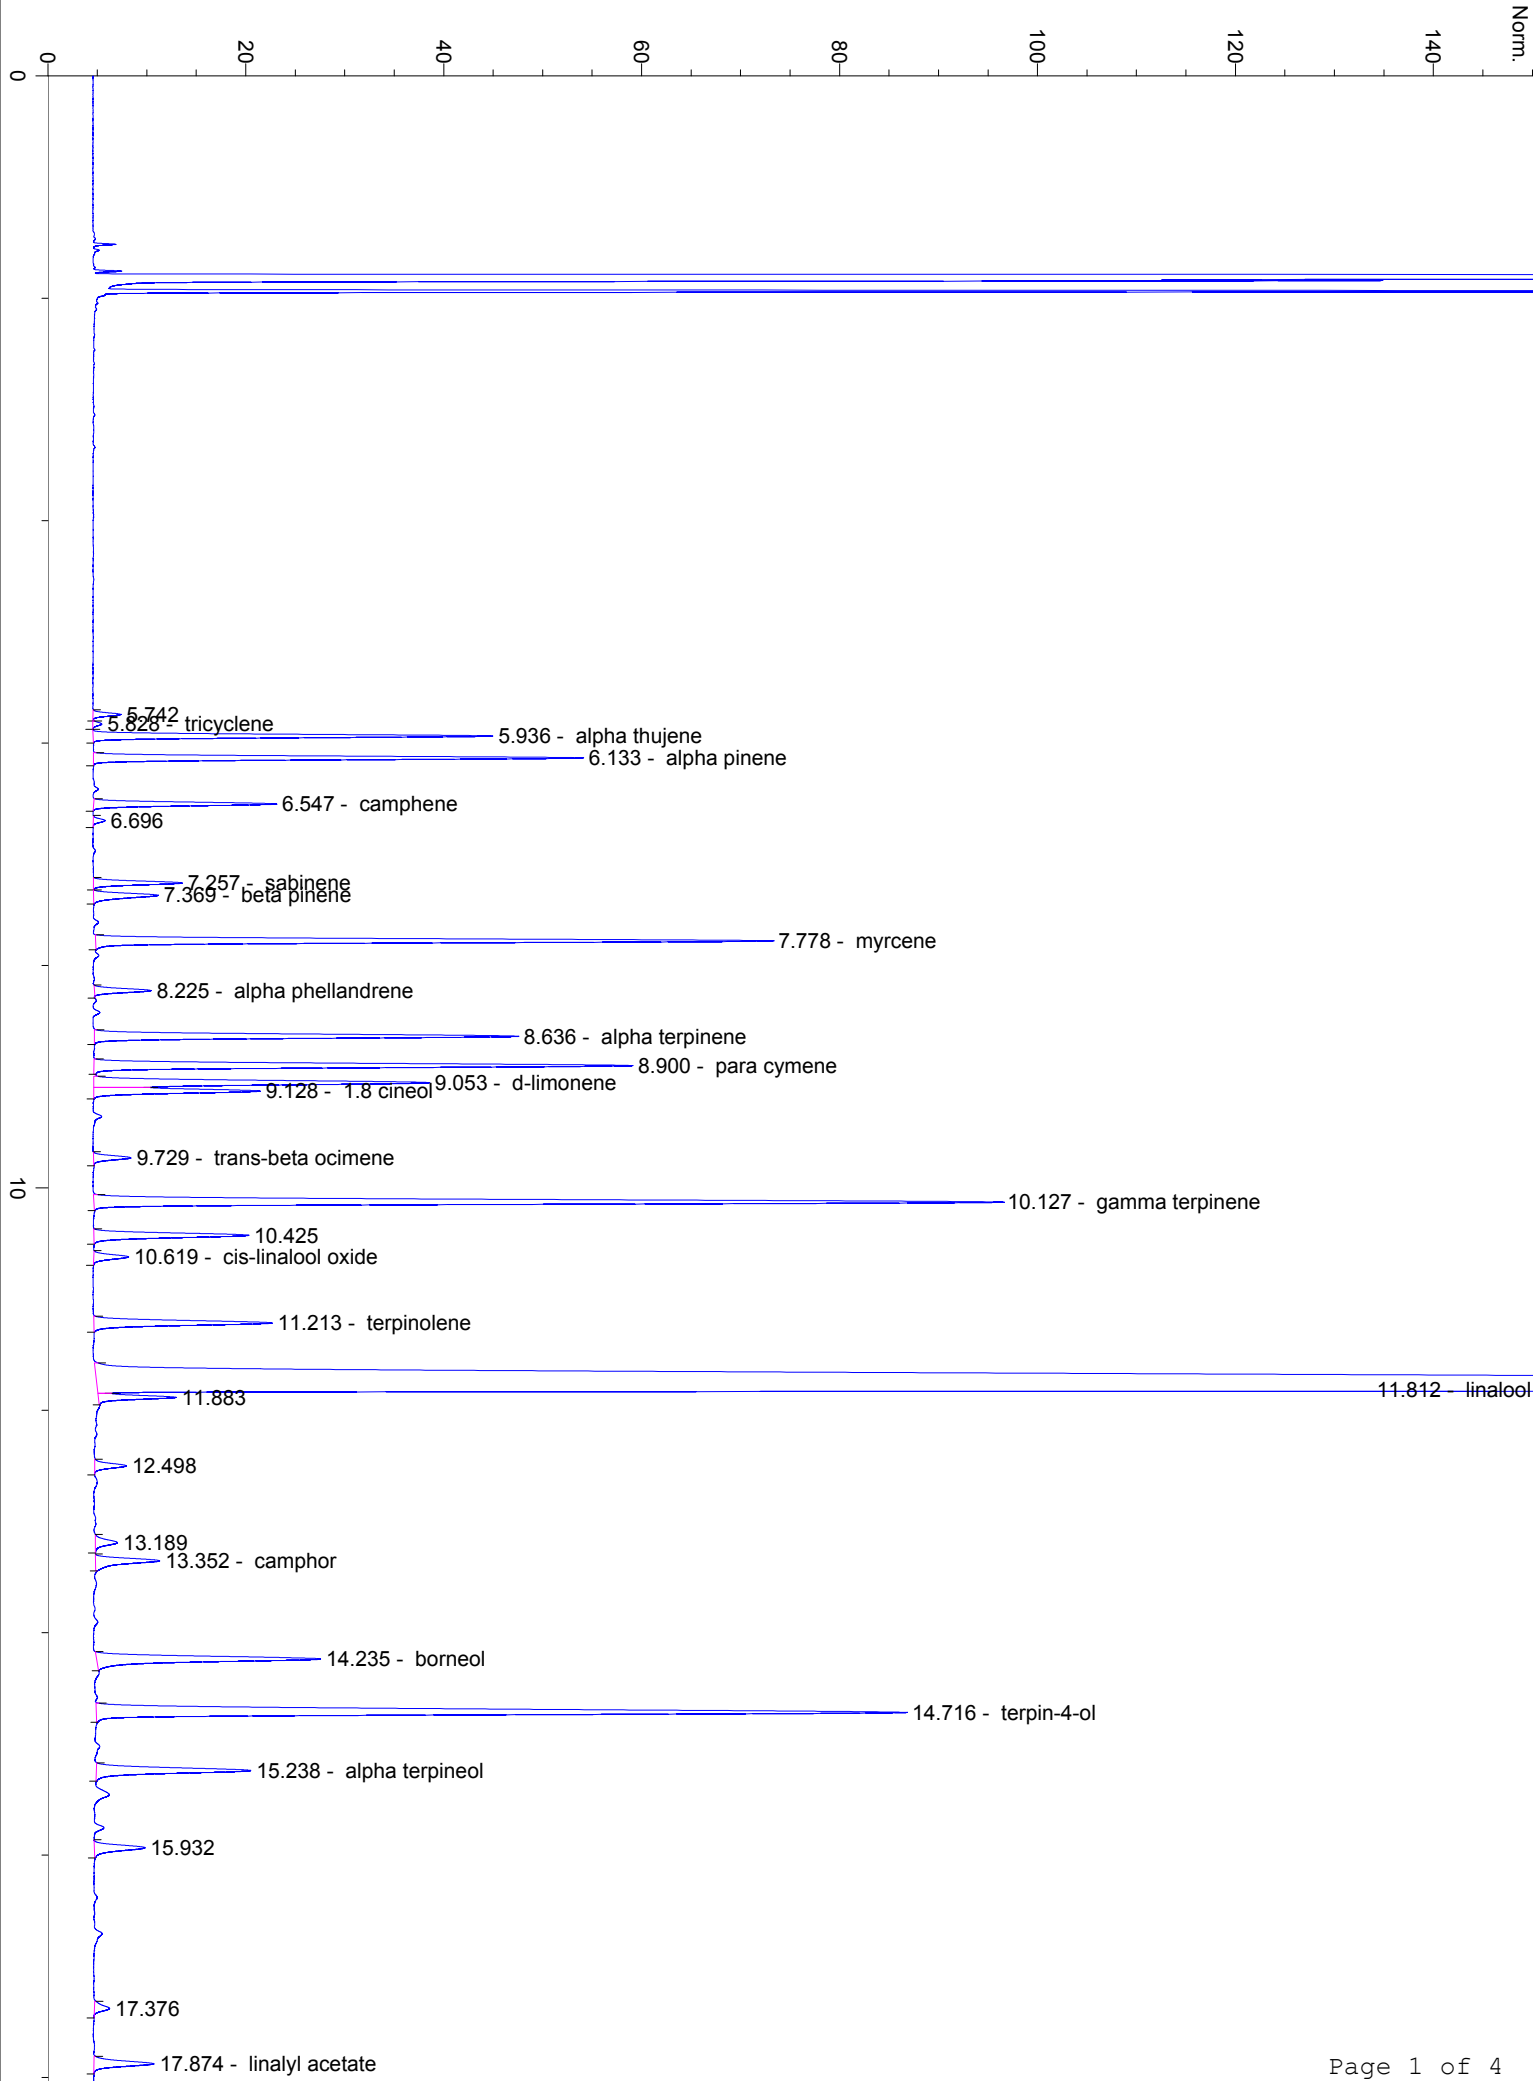 Norm.
0
20
40
60
80
100
120
140
0
5.742
5.828 - tricyclene
5.936 - alpha thujene
6.133 - alpha pinene
6.547 - camphene
6.696
7.257 - sabinene
7.369 - beta pinene
7.778 - myrcene
8.225 - alpha phellandrene
8.636 - alpha terpinene
8.900 - para cymene
9.053 - d-limonene
9.128 - 1.8 cineol
9.729 - trans-beta ocimene
10
10.127 - gamma terpinene
10.425
10.619 - cis-linalool oxide
11.213 - terpinolene
11.812 - linalool
11.883
12.498
13.189
13.352 - camphor
14.235 - borneol
14.716 - terpin-4-ol
15.238 - alpha terpineol
15.932
17.376
17.874 - linalyl acetate
Page 1 of 4